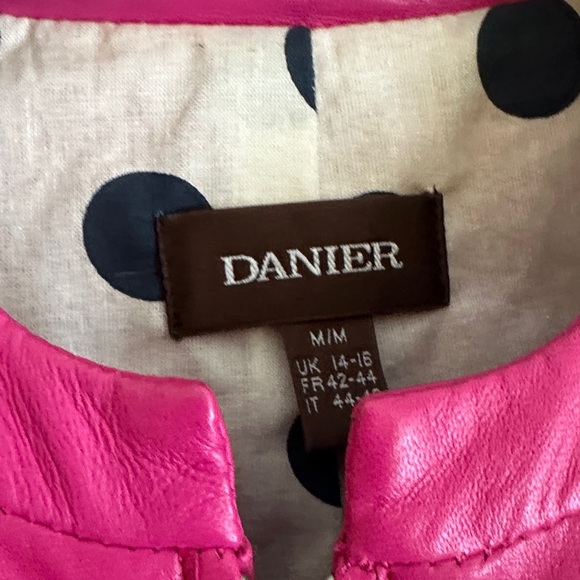 DANIER
M/M
UK 14-16
FR 42-44
IT 44-